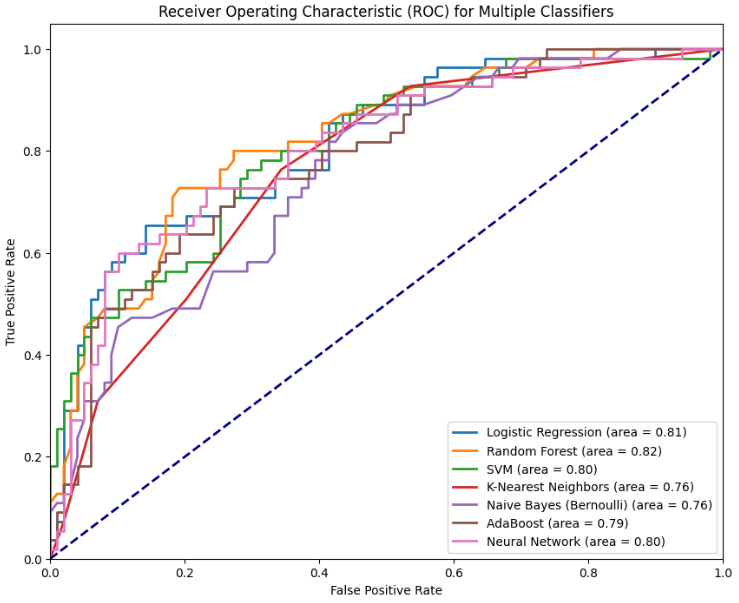 Receiver Operating Characteristic (ROC) for Multiple Classifiers
True Positive Rate
1.0
0.8
0.6
0.4
0.2
0.0
Logistic Regression (area = 0.81)
Random Forest (area = 0.82)
SVM (area = 0.80)
K-Nearest Neighbors (area = 0.76)
Naive Bayes (Bernoulli) (area = 0.76)
AdaBoost (area = 0.79)
Neural Network (area = 0.80)
0.0 0.2 0.4 0.6 0.8 1.0
False Positive Rate